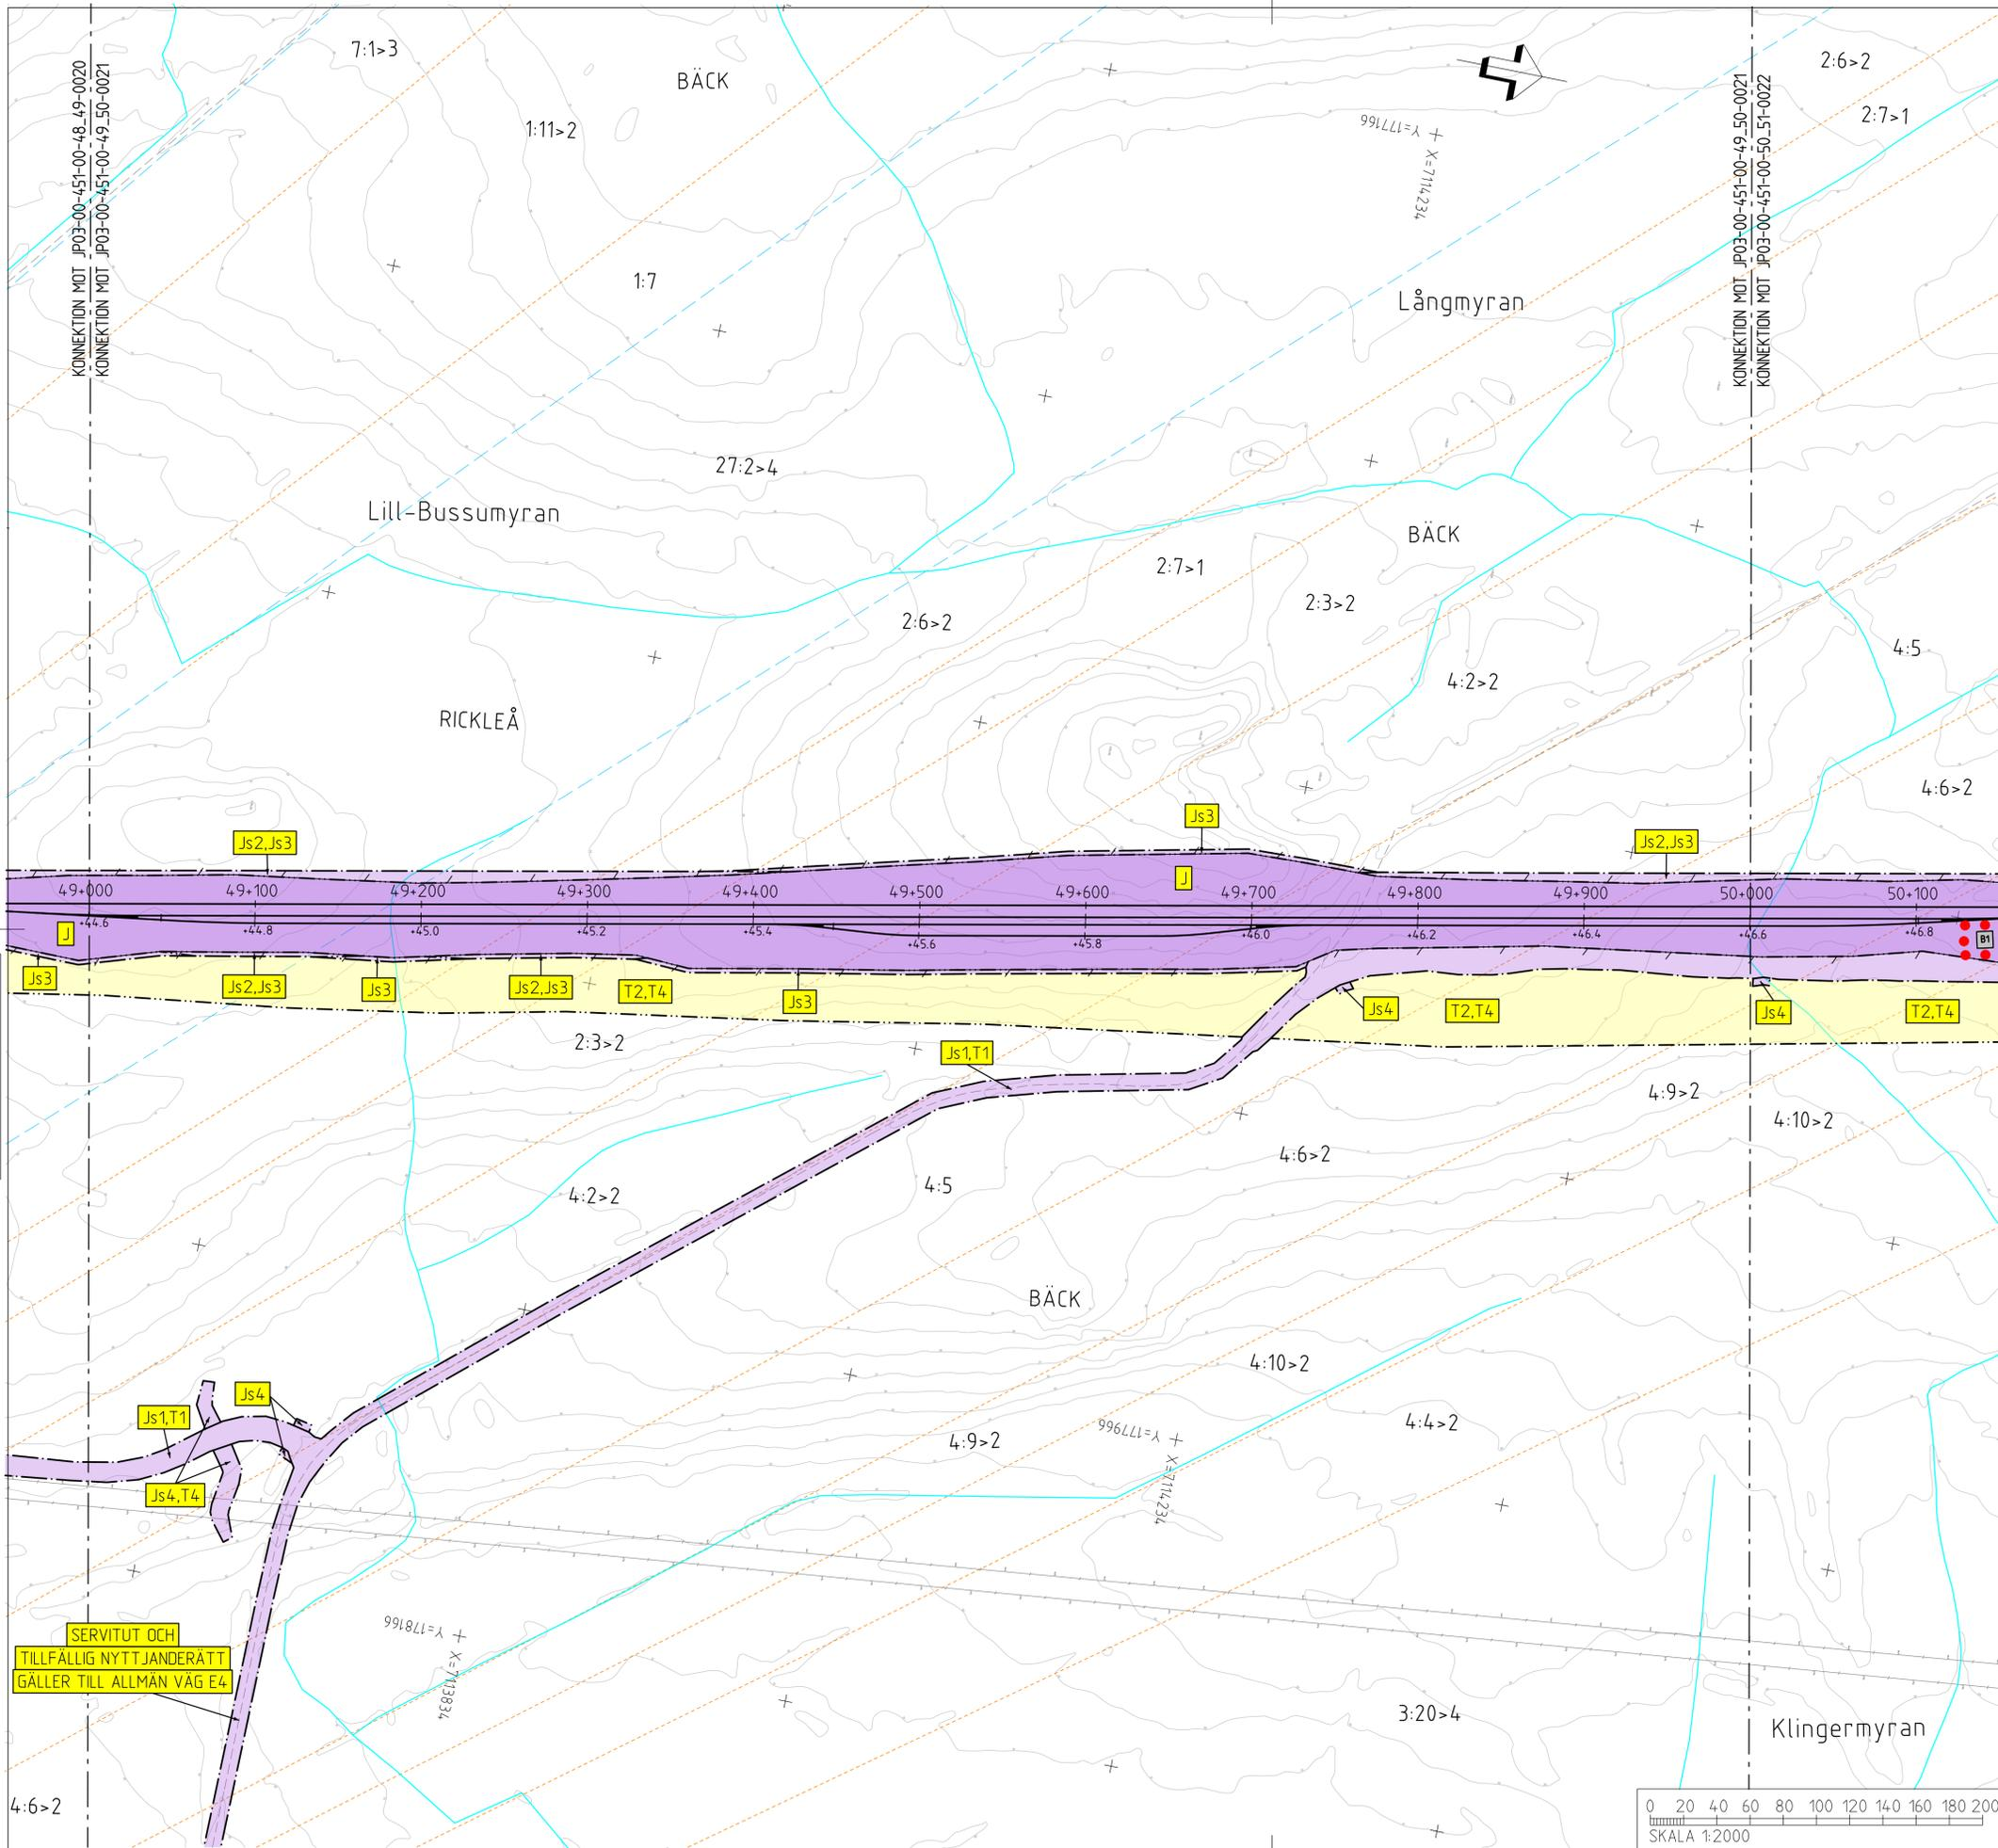 KONNEKTION MOT JP03-00-451-00-48_49-0020
KONNEKTION MOT JP03-00-451-00-49_50-0021
7:1>3
BÄCK
1:11>2
Y=177166
X=7114234
KONNEKTION MOT JP03-00-451-00-49_50-0021
KONNEKTION MOT JP03-00-451-00-50_51-0022
2:6>2
2:7>1
1:7
Långmyran
27:2>4
Lill-Bussumyran
BÄCK
2:7>1
2:3>2
2:6>2
4:5
4:2>2
RICKLEÅ
4:6>2
Js3
Js2,Js3
Js2,Js3
J
49+000
49+100
49+200
49+300
49+400
49+500
49+600
49+700
49+800
49+900
50+000
50+100
+44.6
+44.8
+45.0
+45.2
+45.4
+45.6
+45.8
+46.0
+46.2
+46.4
+46.6
+46.8
J
B1
Js3
Js2,Js3
Js3
Js2,Js3
T2,T4
Js3
Js4
T2,T4
Js4
T2,T4
2:3>2
Js1,T1
4:9>2
4:10>2
4:6>2
4:5
4:2>2
BÄCK
4:10>2
Js4
Js1,T1
4:4>2
Y=177966
X=7114234
4:9>2
Js4,T4
SERVITUT OCH
TILLFÄLLIG NYTTJANDERÄTT
GÄLLER TILL ALLMÄN VÄG E4
Y=178166
X=7113834
3:20>4
Klingermyran
4:6>2
0 20 40 60 80 100 120 140 160 180 200
SKALA 1:2000